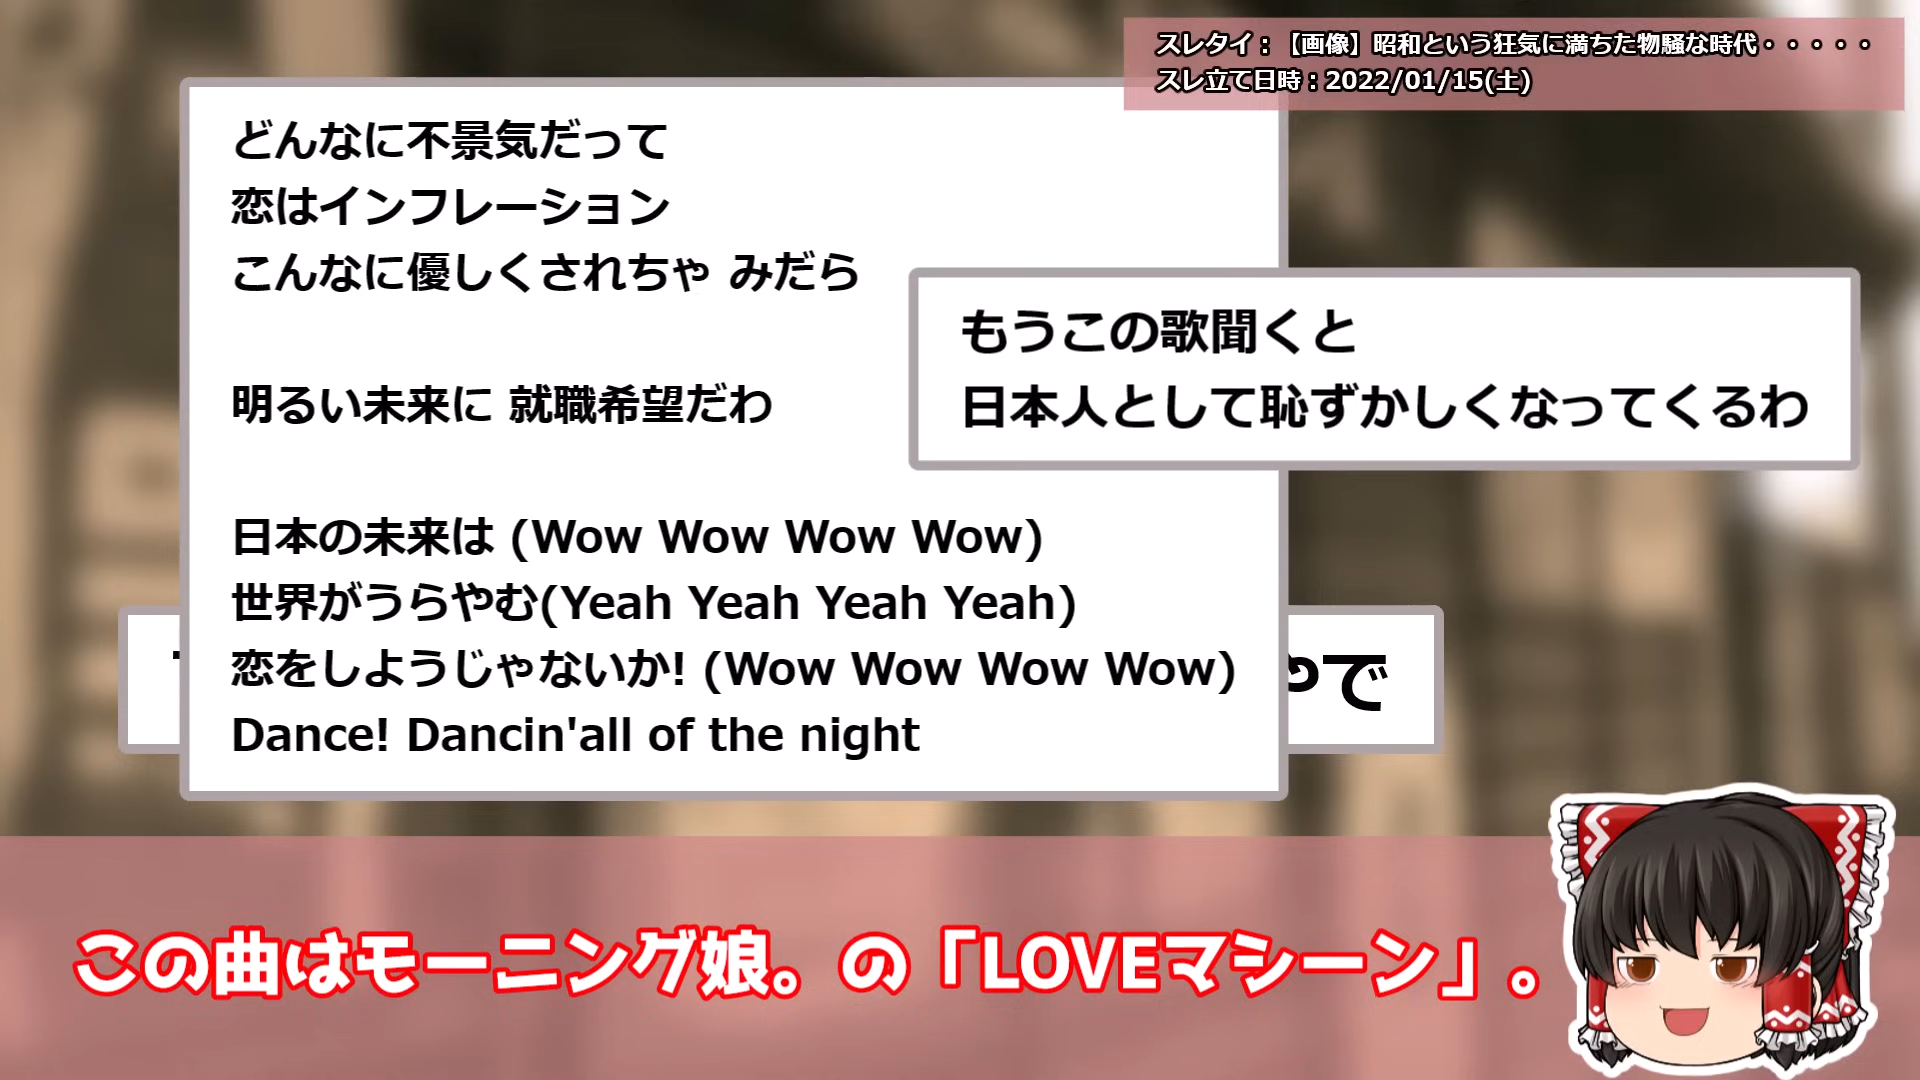 スレタイ：【画像】昭和という狂気に満ちた物騒な時代・・・・・
スレ立て日時：2022/01/15(土)
どんなに不景気だって
恋はインフレーション
こんなに優しくされちゃ みだら
明るい未来に 就職希望だわ
日本の未来は (Wow Wow Wow Wow)
世界がうらやむ(Yeah Yeah Yeah Yeah)
恋をしようじゃないか! (Wow Wow Wow Wow)
Dance! Dancin'all of the night
もうこの歌聞くと
日本人として恥ずかしくなってくるわ
やで
この曲はモーニング娘。の「LOVEマシーン」。